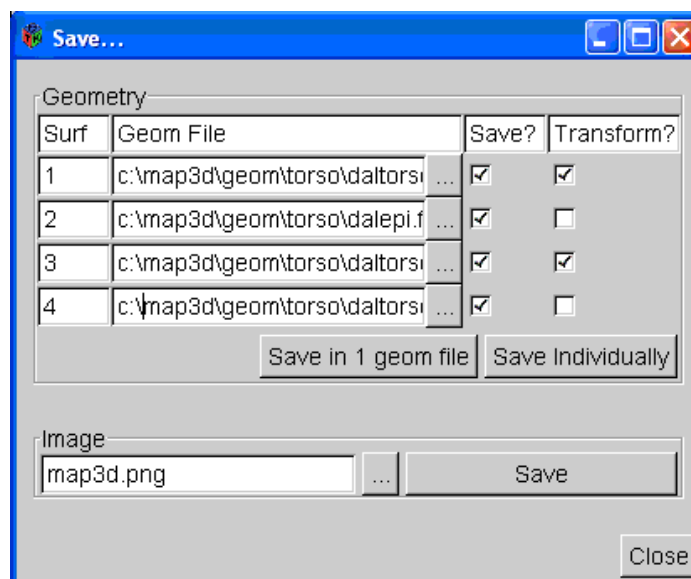 Save...
Geometry
Surf Geom File Save? Transform?
1 c:\map3d\geom\torso\daltors ...
2 c:\map3d\geom\torso\dalepi.f ...
3 c:\map3d\geom\torso\daltors ...
4 c:\map3d\geom\torso\daltors ...
Save in 1 geom file Save Individually
Image
map3d.png ... Save
Close